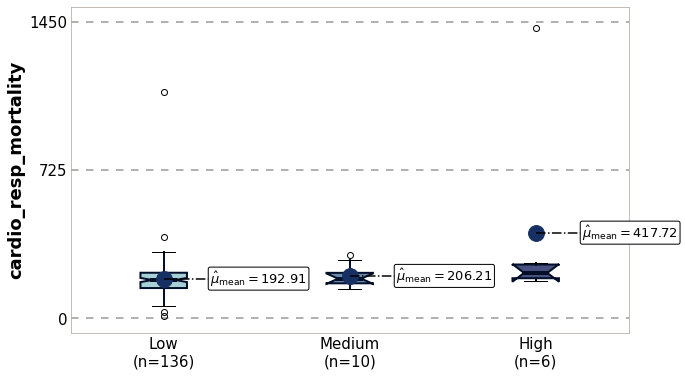 1450
725
0
cardio_resp_mortality
μ̂mean = 192.91
μ̂mean = 206.21
μ̂mean = 417.72
Low
(n=136)
Medium
(n=10)
High
(n=6)